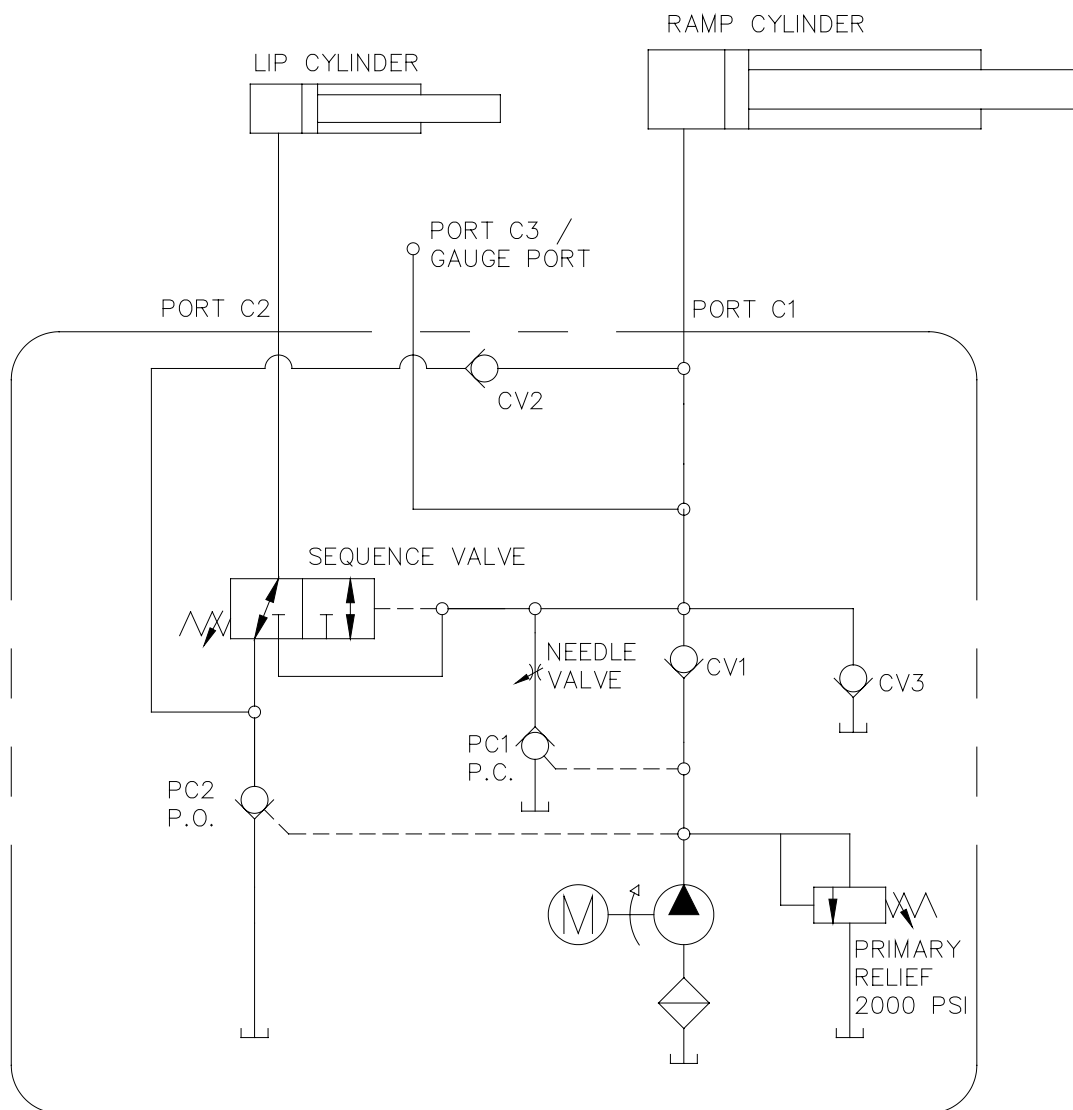 RAMP CYLINDER
LIP CYLINDER
PORT C3 /
GAUGE PORT
PORT C2
PORT C1
CV2
SEQUENCE VALVE
NEEDLE
VALVE
CV1
CV3
PC1
P.C.
PC2
P.O.
M
PRIMARY
RELIEF
2000 PSI